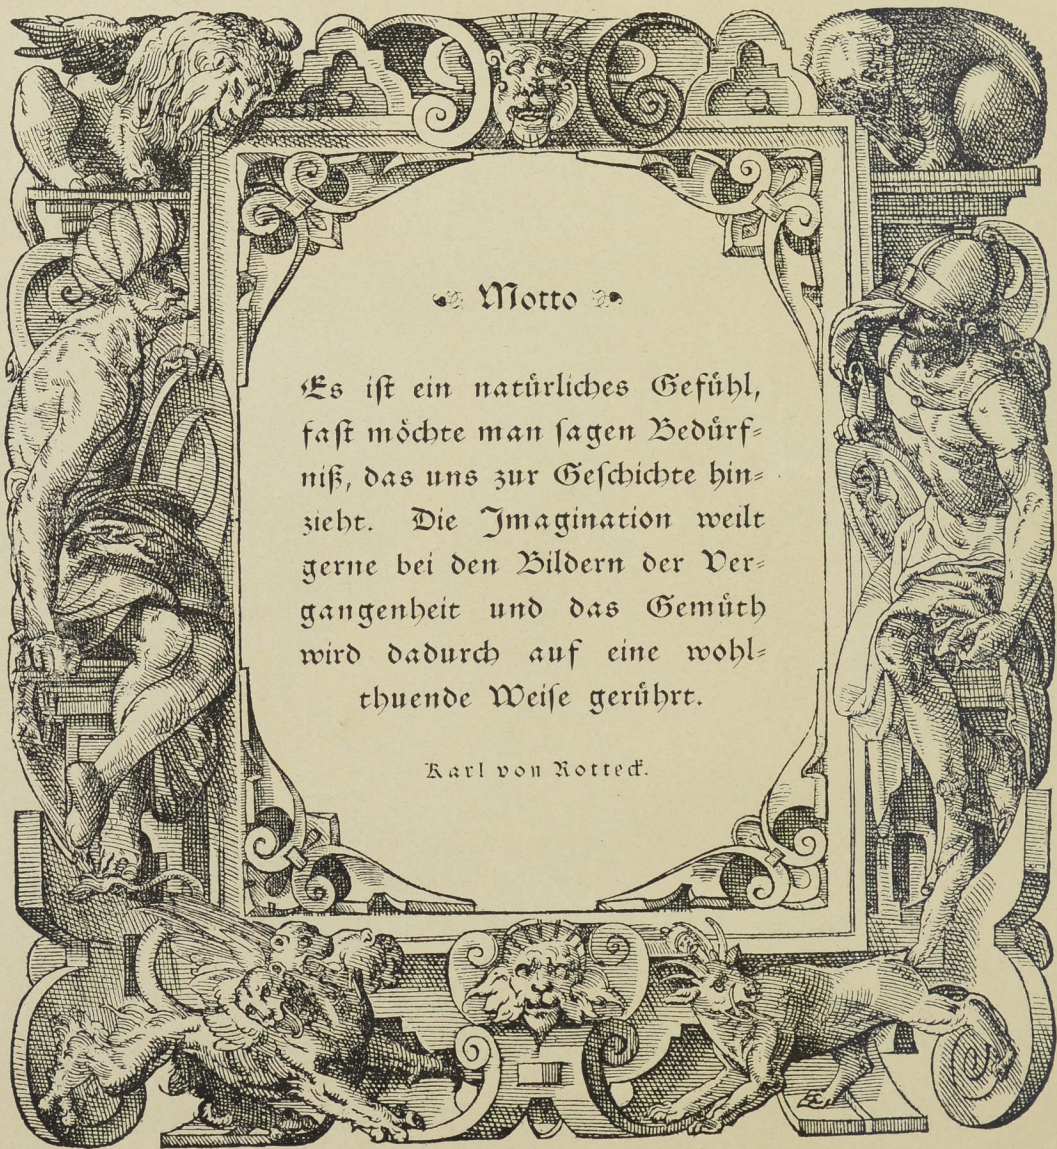 Motto
Es iſt ein natürliches Gefühl,
faſt möchte man ſagen Bedürf-
niß, das uns zur Geſchichte hin-
zieht. Die Imagination weilt
gerne bei den Bildern der Ver-
gangenheit und das Gemüth
wird dadurch auf eine wohl-
thuende Weiſe gerührt.
Karl von Rotteck.